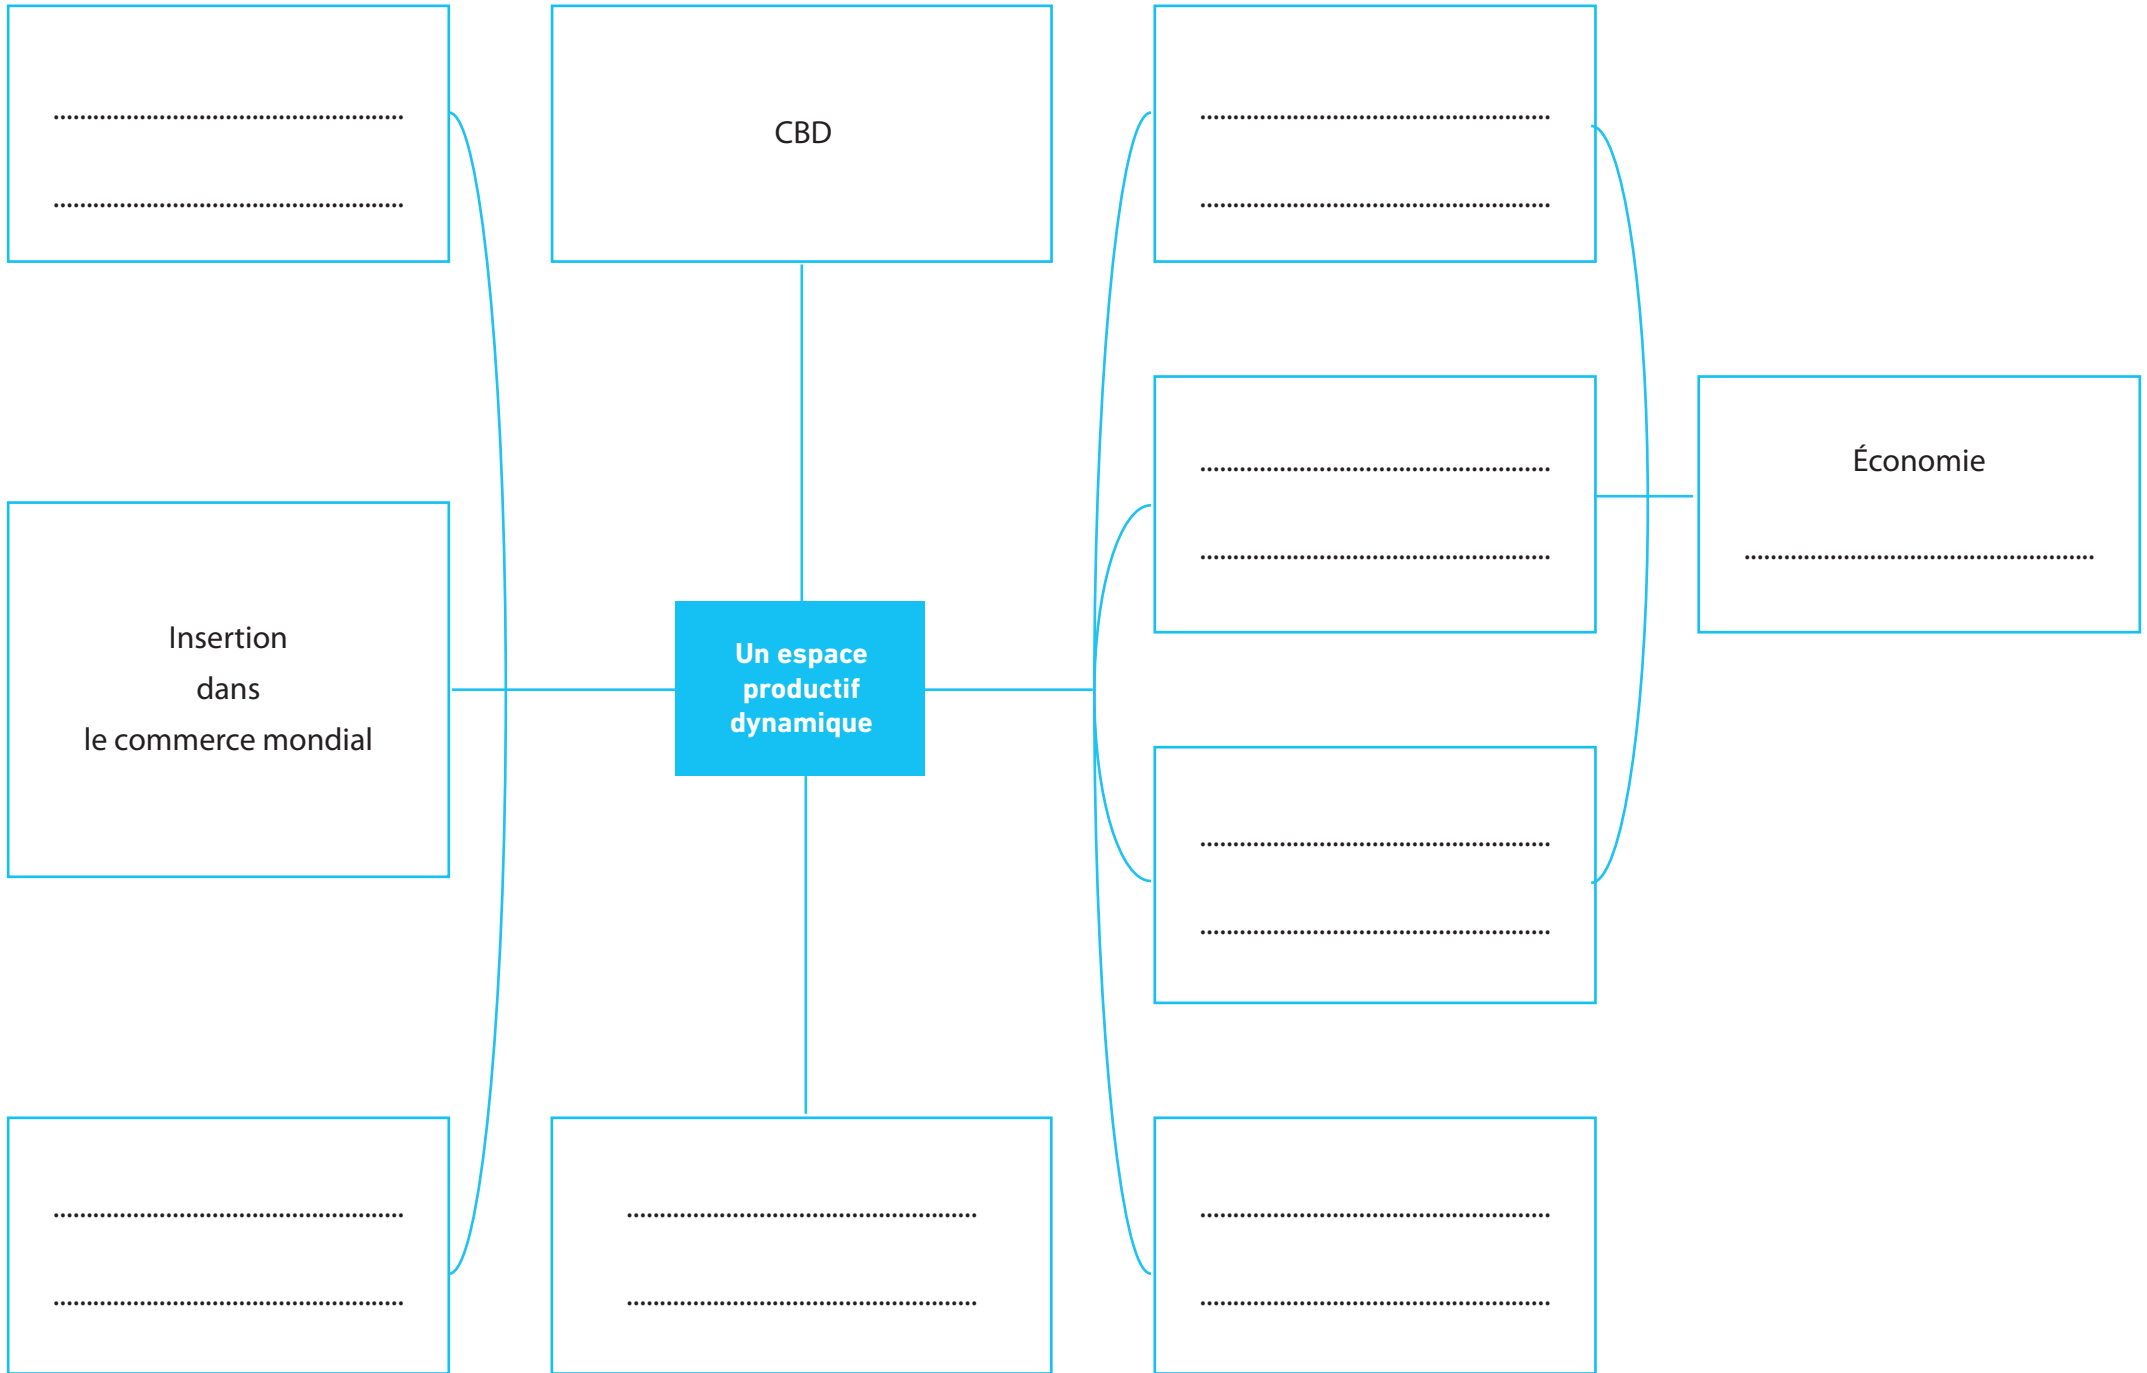 CBD
Économie
Insertion
dans
le commerce mondial
Un espace
productif
dynamique